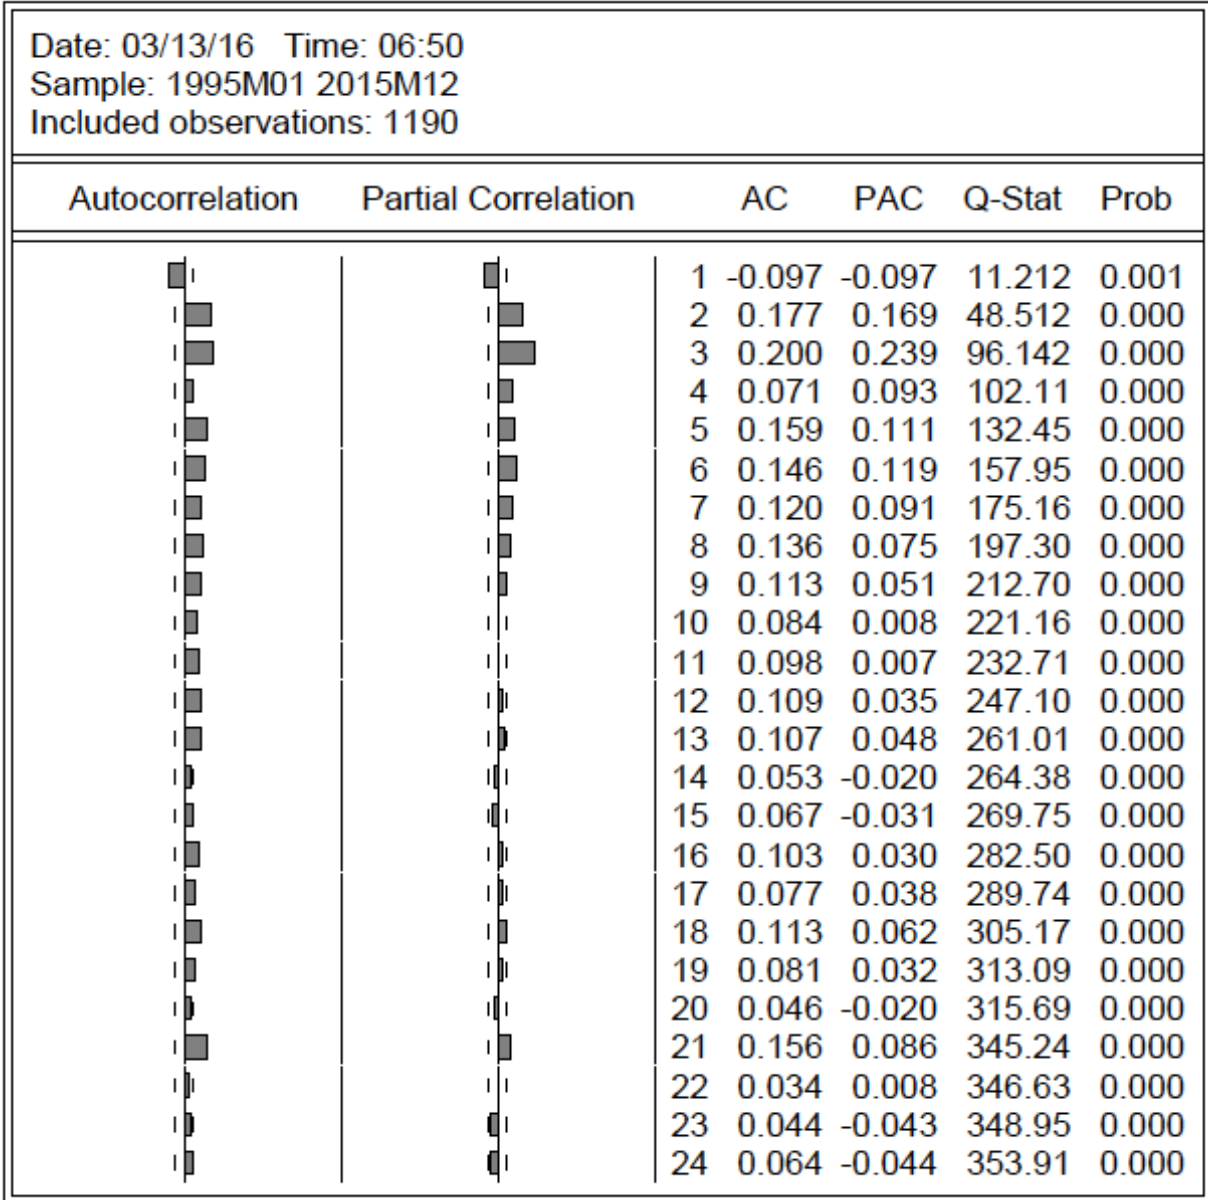 Date: 03/13/16 Time: 06:50
Sample: 1995M01 2015M12
Included observations: 1190
Autocorrelation Partial Correlation AC PAC Q-Stat Prob
1 -0.097 -0.097 11.212 0.001
2 0.177 0.169 48.512 0.000
3 0.200 0.239 96.142 0.000
4 0.071 0.093 102.11 0.000
5 0.159 0.111 132.45 0.000
6 0.146 0.119 157.95 0.000
7 0.120 0.091 175.16 0.000
8 0.136 0.075 197.30 0.000
9 0.113 0.051 212.70 0.000
10 0.084 0.008 221.16 0.000
11 0.098 0.007 232.71 0.000
12 0.109 0.035 247.10 0.000
13 0.107 0.048 261.01 0.000
14 0.053 -0.020 264.38 0.000
15 0.067 -0.031 269.75 0.000
16 0.103 0.030 282.50 0.000
17 0.077 0.038 289.74 0.000
18 0.113 0.062 305.17 0.000
19 0.081 0.032 313.09 0.000
20 0.046 -0.020 315.69 0.000
21 0.156 0.086 345.24 0.000
22 0.034 0.008 346.63 0.000
23 0.044 -0.043 348.95 0.000
24 0.064 -0.044 353.91 0.000